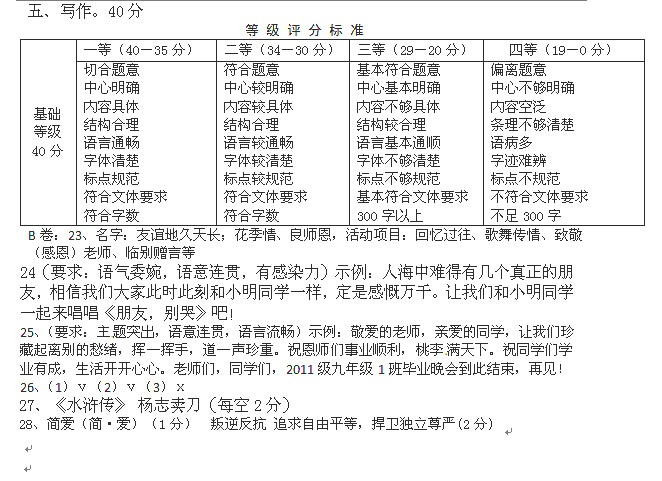 五、写作。40 分
等 级 评 分 标 准
一等（40—35 分） 二等（34—30 分） 三等（29—20 分） 四等（19—0 分）
基础
等级
40 分
切合题意 符合题意 基本符合题意 偏离题意
中心明确 中心较明确 中心基本明确 中心不够明确
内容具体 内容较具体 内容不够具体 内容空泛
结构合理 结构合理 结构较合理 条理不够清楚
语言通畅 语言较通畅 语言基本通顺 语病多
字体清楚 字体较清楚 字体不够清楚 字迹难辨
标点规范 标点较规范 标点不够规范 标点不规范
符合文体要求 符合文体要求 基本符合文体要求 不符合文体要求
符合字数 符合字数 300 字以上 不足 300 字
B 卷：23、名字：友谊地久天长；花季情、良师恩，活动项目：回忆过往、歌舞传情、致敬
（感恩）老师、临别赠言等
24（要求：语气委婉，语意连贯，有感染力）示例：人海中难得有几个真正的朋
友，相信我们大家此时此刻和小明同学一样，定是感慨万千。让我们和小明同学
一起来唱唱《朋友，别哭》吧！
25、（要求：主题突出，语意连贯，语言流畅）示例：敬爱的老师，亲爱的同学，让我们珍
藏起离别的愁绪，挥一挥手，道一声珍重。祝恩师们事业顺利，桃李满天下。祝同学们学
业有成，生活开开心心。老师们，同学们，2011 级九年级 1 班毕业晚会到此结束，再见！
26、（1）v（2）v（3）x
27、《水浒传》 杨志卖刀（每空 2 分）
28、简爱（简·爱）（1 分） 叛逆反抗 追求自由平等，捍卫独立尊严(2 分)